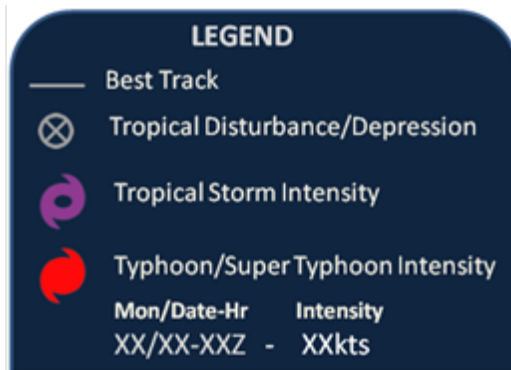 LEGEND
Best Track
Tropical Disturbance/Depression
Tropical Storm Intensity
Typhoon/Super Typhoon Intensity
Mon/Date-Hr Intensity
XX/XX-XXZ - XXkts